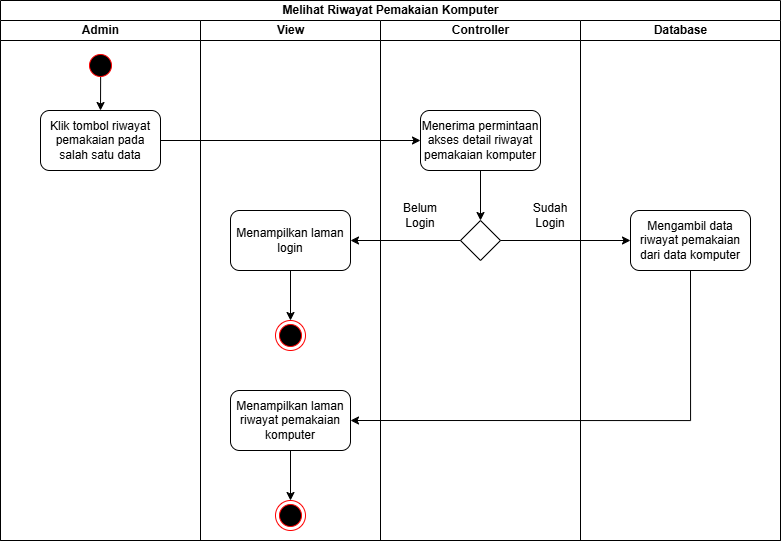 Melihat Riwayat Pemakaian Komputer
Admin
View
Controller
Database
Klik tombol riwayat
pemakaian pada
salah satu data
Menerima permintaan
akses detail riwayat
pemakaian komputer
Belum
Login
Sudah
Login
Menampilkan laman
login
Mengambil data
riwayat pemakaian
dari data komputer
Menampilkan laman
riwayat pemakaian
komputer